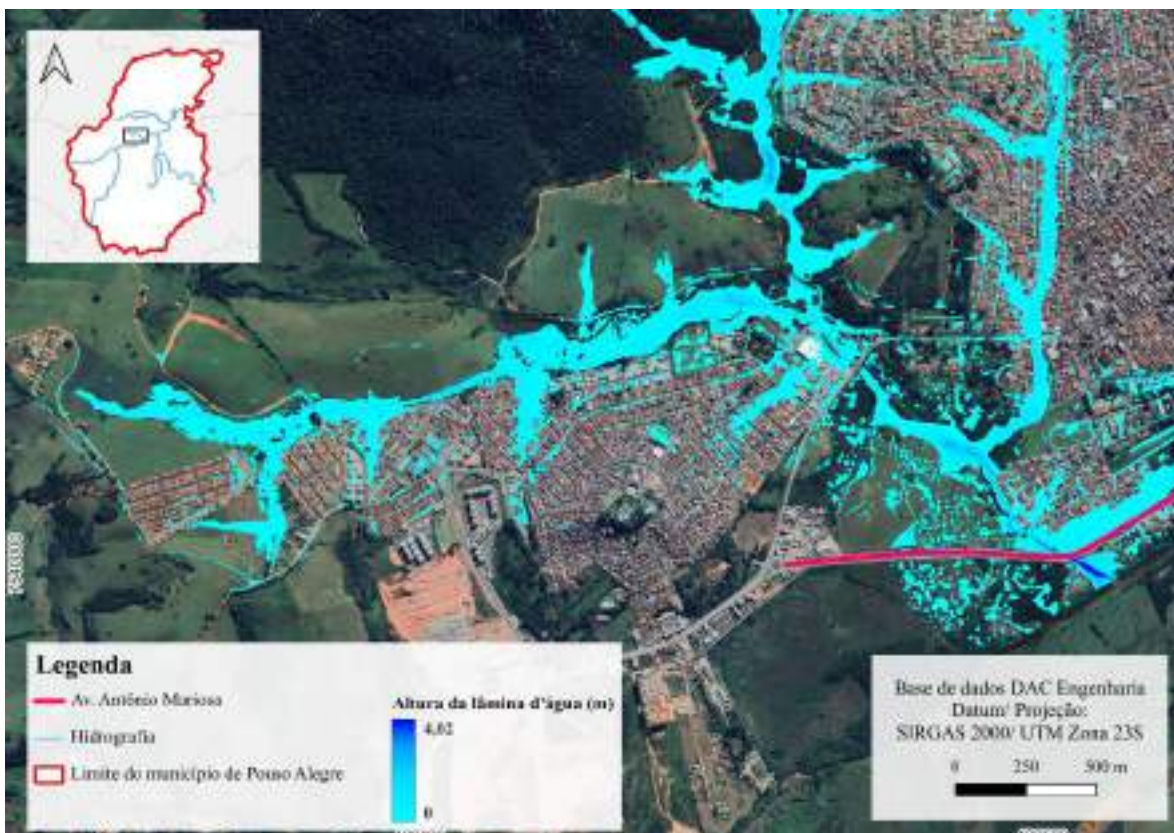 Legenda
Av. Antônio Mariosa
Hidrografia
Limite do município de Pouso Alegre
Altura da lâmina d'água (m)
4,62
0
Base de dados DAC Engenharia
Datum/ Projeção:
SIRGAS 2000/ UTM Zona 23S
0 250 500 m